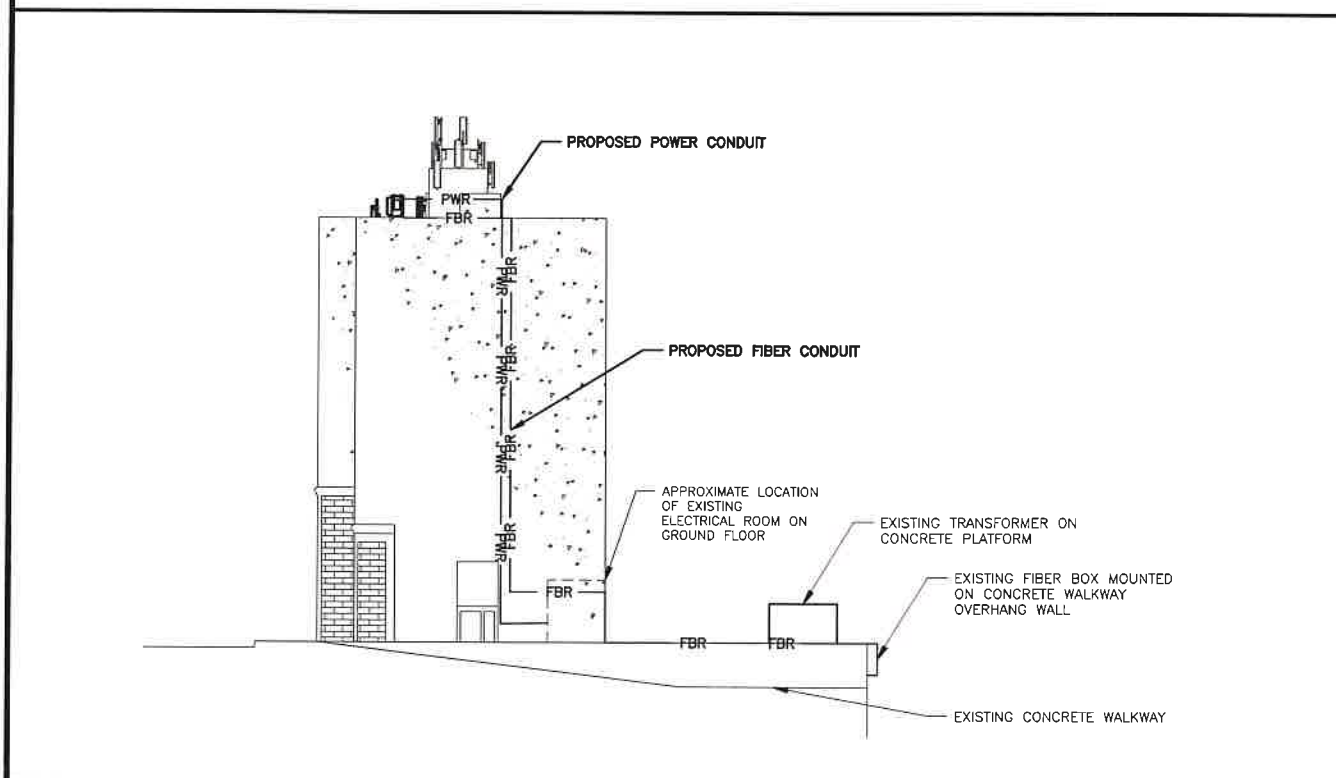 PROPOSED POWER CONDUIT
PWR
FBR
FBR
PWR
PROPOSED FIBER CONDUIT
FBR
PWR
FBR
PWR
APPROXIMATE LOCATION
OF EXISTING
ELECTRICAL ROOM ON
GROUND FLOOR
EXISTING TRANSFORMER ON
CONCRETE PLATFORM
FBR
PWR
EXISTING FIBER BOX MOUNTED
ON CONCRETE WALKWAY
OVERHANG WALL
FBR
FBR
FBR
EXISTING CONCRETE WALKWAY